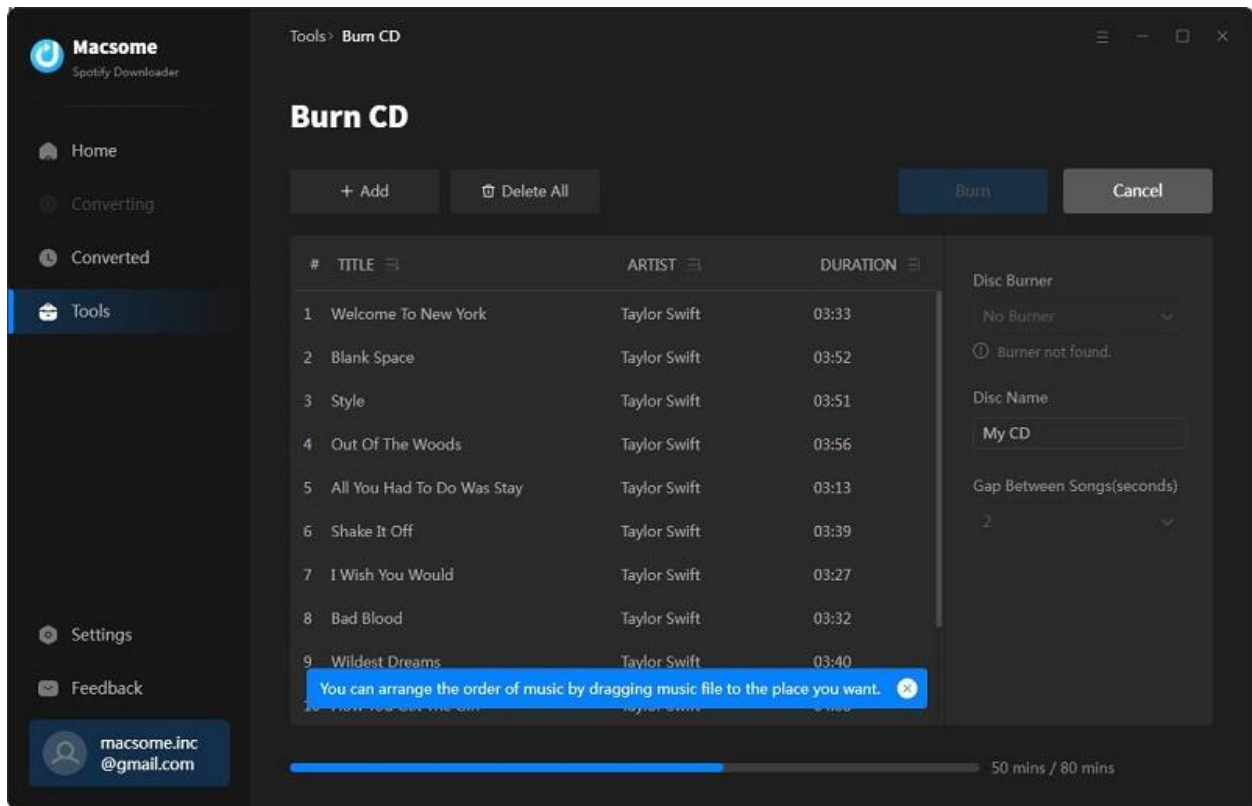 Macsome
Spotify Downloader
Tools> Burn CD
Burn CD
Home
Converting
Converted
Tools
Settings
Feedback
macsome.inc
@gmail.com
+ Add
Delete All
Burn
Cancel
# TITLE ARTIST DURATION
1 Welcome To New York Taylor Swift 03:33
2 Blank Space Taylor Swift 03:52
3 Style Taylor Swift 03:51
4 Out Of The Woods Taylor Swift 03:56
5 All You Had To Do Was Stay Taylor Swift 03:13
6 Shake It Off Taylor Swift 03:39
7 I Wish You Would Taylor Swift 03:27
8 Bad Blood Taylor Swift 03:32
9 Wildest Dreams Taylor Swift 03:40
You can arrange the order of music by dragging music file to the place you want.
Disc Burner
No Burner
Burner not found.
Disc Name
My CD
Gap Between Songs(seconds)
2
50 mins / 80 mins